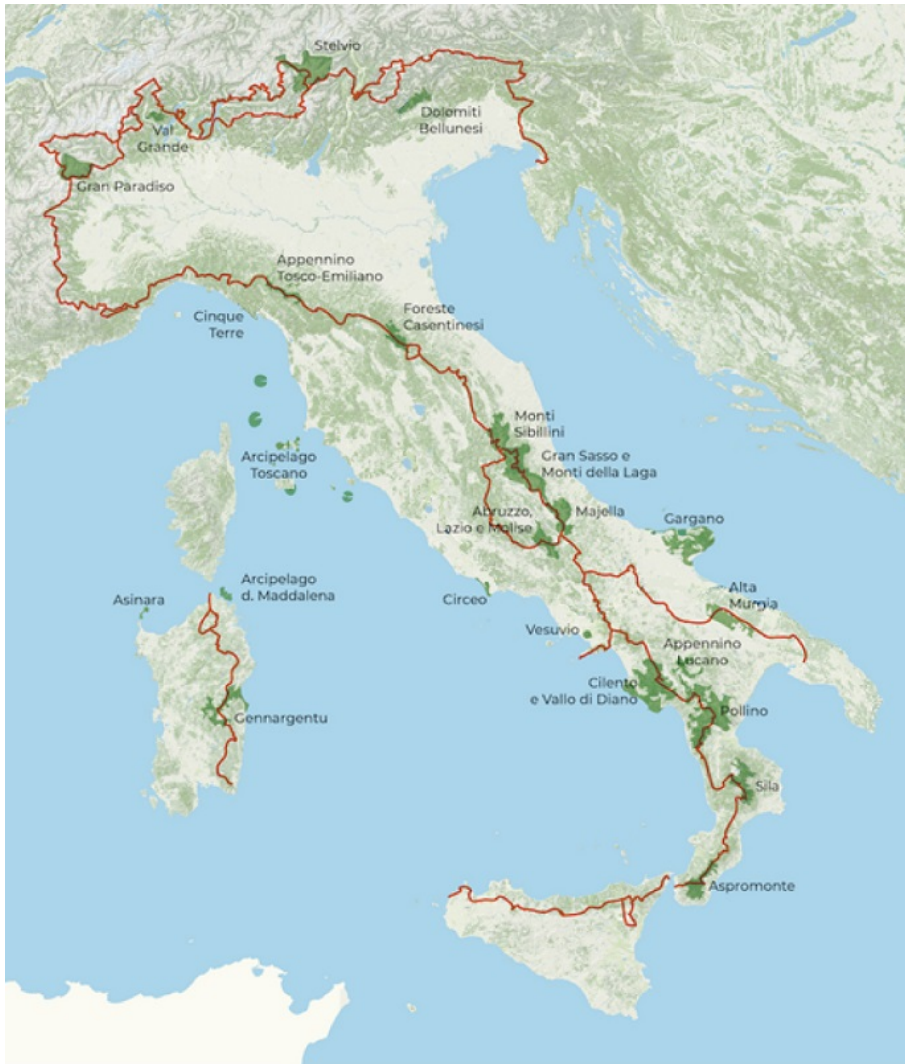 Stelvio
Dolomiti
Bellunesi
Val
Grande
Gran Paradiso
Appennino
Tosco-Emiliano
Cinque
Terre
Foreste
Casentinesi
Monti
Sibillini
Gran Sasso e
Monti della Laga
Arcipelago
Toscano
Abruzzo,
Lazio e Molise
Majella
Gargano
Arcipelago
d. Maddalena
Asinara
Circeo
Alta
Murgia
Vesuvio
Appennino
Lucano
Cilento
e Vallo di Diano
Pollino
Gennargentu
Sila
Aspromonte